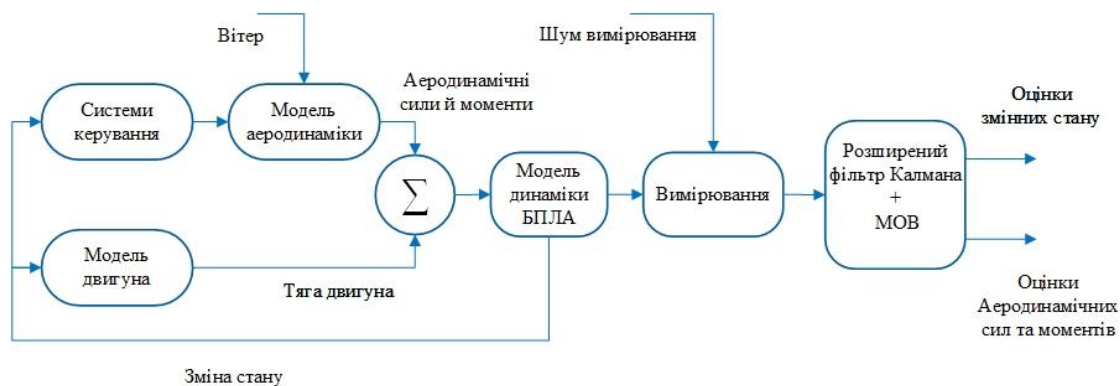 Вітер
Шум вимірювання
Аеродинамічні
сили й моменти
Системи
керування
Модель
аеродинаміки
Оцінки
змінних стану
Σ
Модель
динаміки
БПЛА
Вимірювання
Розширений
фільтр Калмана
+
МОВ
Модель
двигуна
Тяга двигуна
Оцінки
Аеродинамічних
сил та моментів
Зміна стану